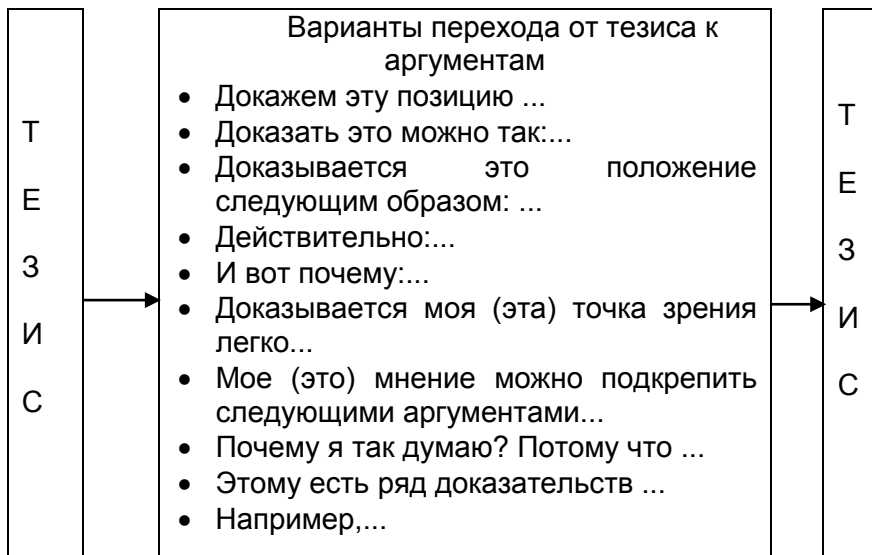 Т
Е
З
И
С
Варианты перехода от тезиса к
аргументам
• Докажем эту позицию ...
• Доказать это можно так:...
• Доказывается это положение
следующим образом: ...
• Действительно:...
• И вот почему:...
• Доказывается моя (эта) точка зрения
легко...
• Мое (это) мнение можно подкрепить
следующими аргументами...
• Почему я так думаю? Потому что ...
• Этому есть ряд доказательств ...
• Например,...
Т
Е
З
И
С